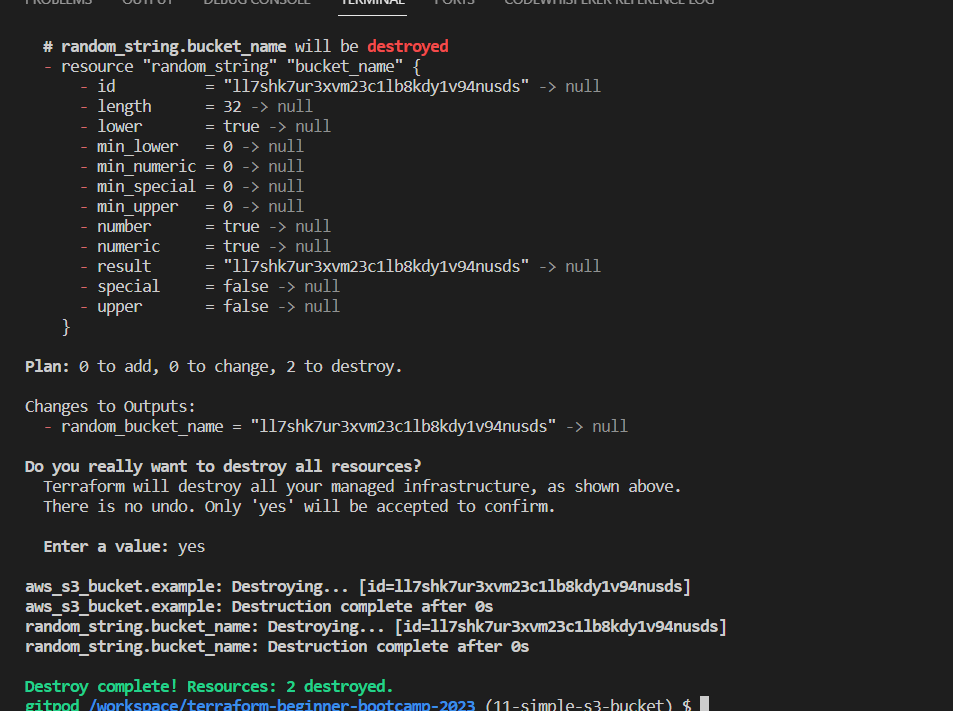 PROBLEMS OUTPUT DEBUG CONSOLE TERMINAL PORTS CODEWHISPERER REFERENCE LOG
# random_string.bucket_name will be destroyed
- resource "random_string" "bucket_name" {
- id = "ll7shk7ur3xvm23c1lb8kdy1v94nusds" -> null
- length = 32 -> null
- lower = true -> null
- min_lower = 0 -> null
- min_numeric = 0 -> null
- min_special = 0 -> null
- min_upper = 0 -> null
- number = true -> null
- numeric = true -> null
- result = "ll7shk7ur3xvm23c1lb8kdy1v94nusds" -> null
- special = false -> null
- upper = false -> null
}
Plan: 0 to add, 0 to change, 2 to destroy.
Changes to Outputs:
- random_bucket_name = "ll7shk7ur3xvm23c1lb8kdy1v94nusds" -> null
Do you really want to destroy all resources?
Terraform will destroy all your managed infrastructure, as shown above.
There is no undo. Only 'yes' will be accepted to confirm.
Enter a value: yes
aws_s3_bucket.example: Destroying... [id=ll7shk7ur3xvm23c1lb8kdy1v94nusds]
aws_s3_bucket.example: Destruction complete after 0s
random_string.bucket_name: Destroying... [id=ll7shk7ur3xvm23c1lb8kdy1v94nusds]
random_string.bucket_name: Destruction complete after 0s
Destroy complete! Resources: 2 destroyed.
gitpod /workspace/terraform-beginner-bootcamp-2023 (11-simple-s3-bucket) $